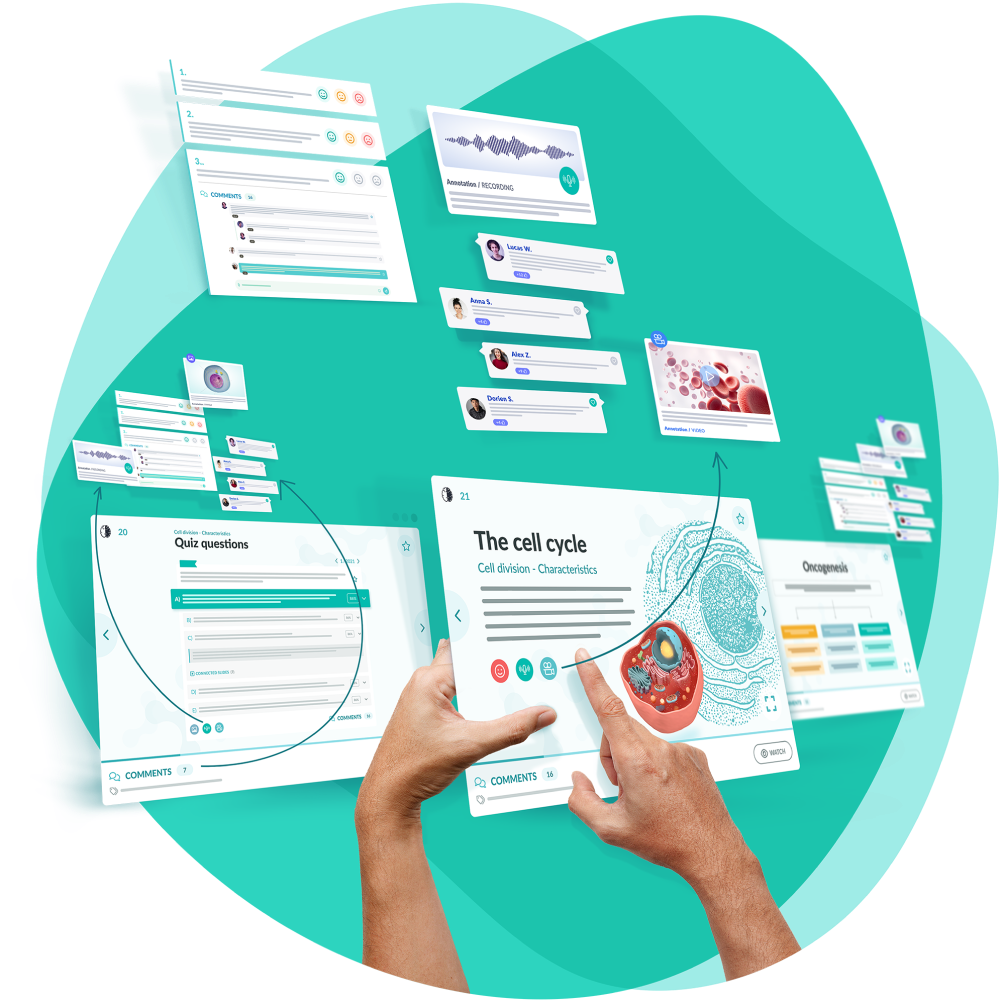 1.
2.
3..
COMMENTS 16
Annotation / RECORDING
Lucas W.
Anna S.
Alex Z.
Dorien S.
Annotation / VIDEO
20
Cell division - Characteristics
Quiz questions
A)
CONNECTED SLIDES
COMMENTS 16
COMMENTS 7
21
The cell cycle
Cell division - Characteristics
WATCH
COMMENTS 16
Oncogenesis